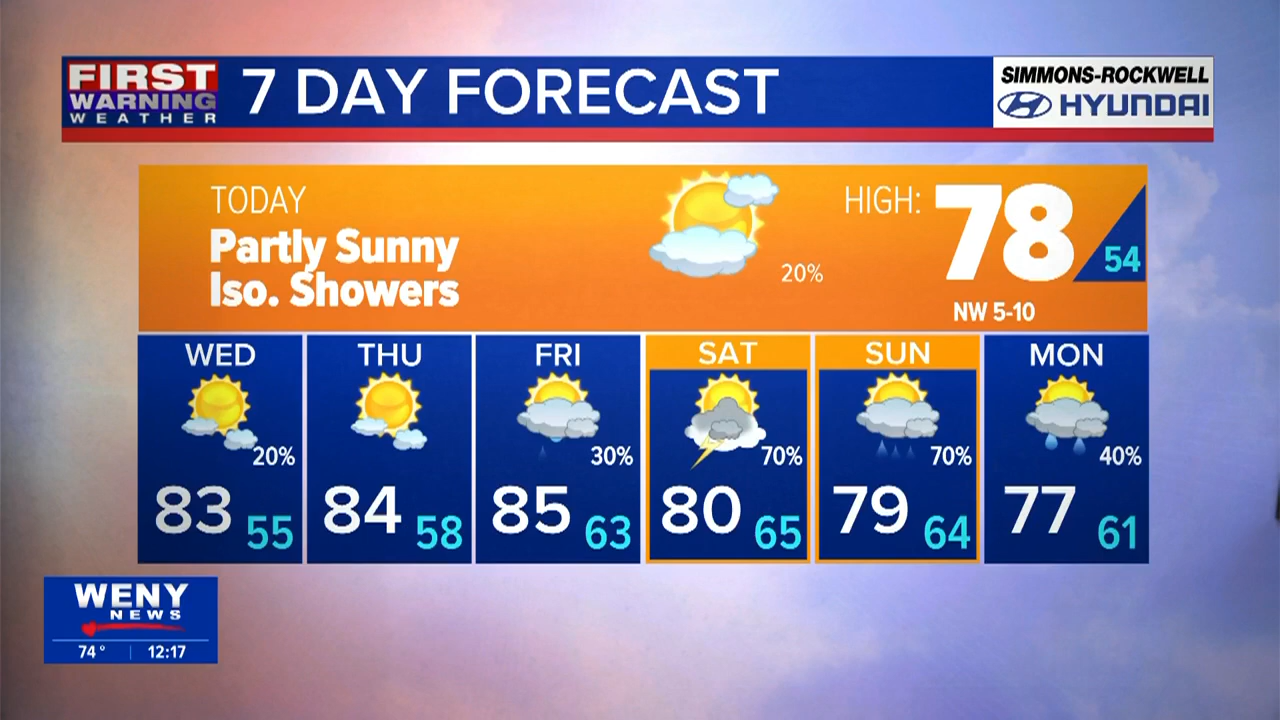 FIRST
WARNING
WEATHER
7 DAY FORECAST
SIMMONS-ROCKWELL
HYUNDAI
TODAY
Partly Sunny
Iso. Showers
20%
HIGH: 78
54
NW 5-10
WED THU FRI SAT SUN MON
20% 30% 70% 70% 40%
83 55 84 58 85 63 80 65 79 64 77 61
WENY
NEWS
74° 12:17